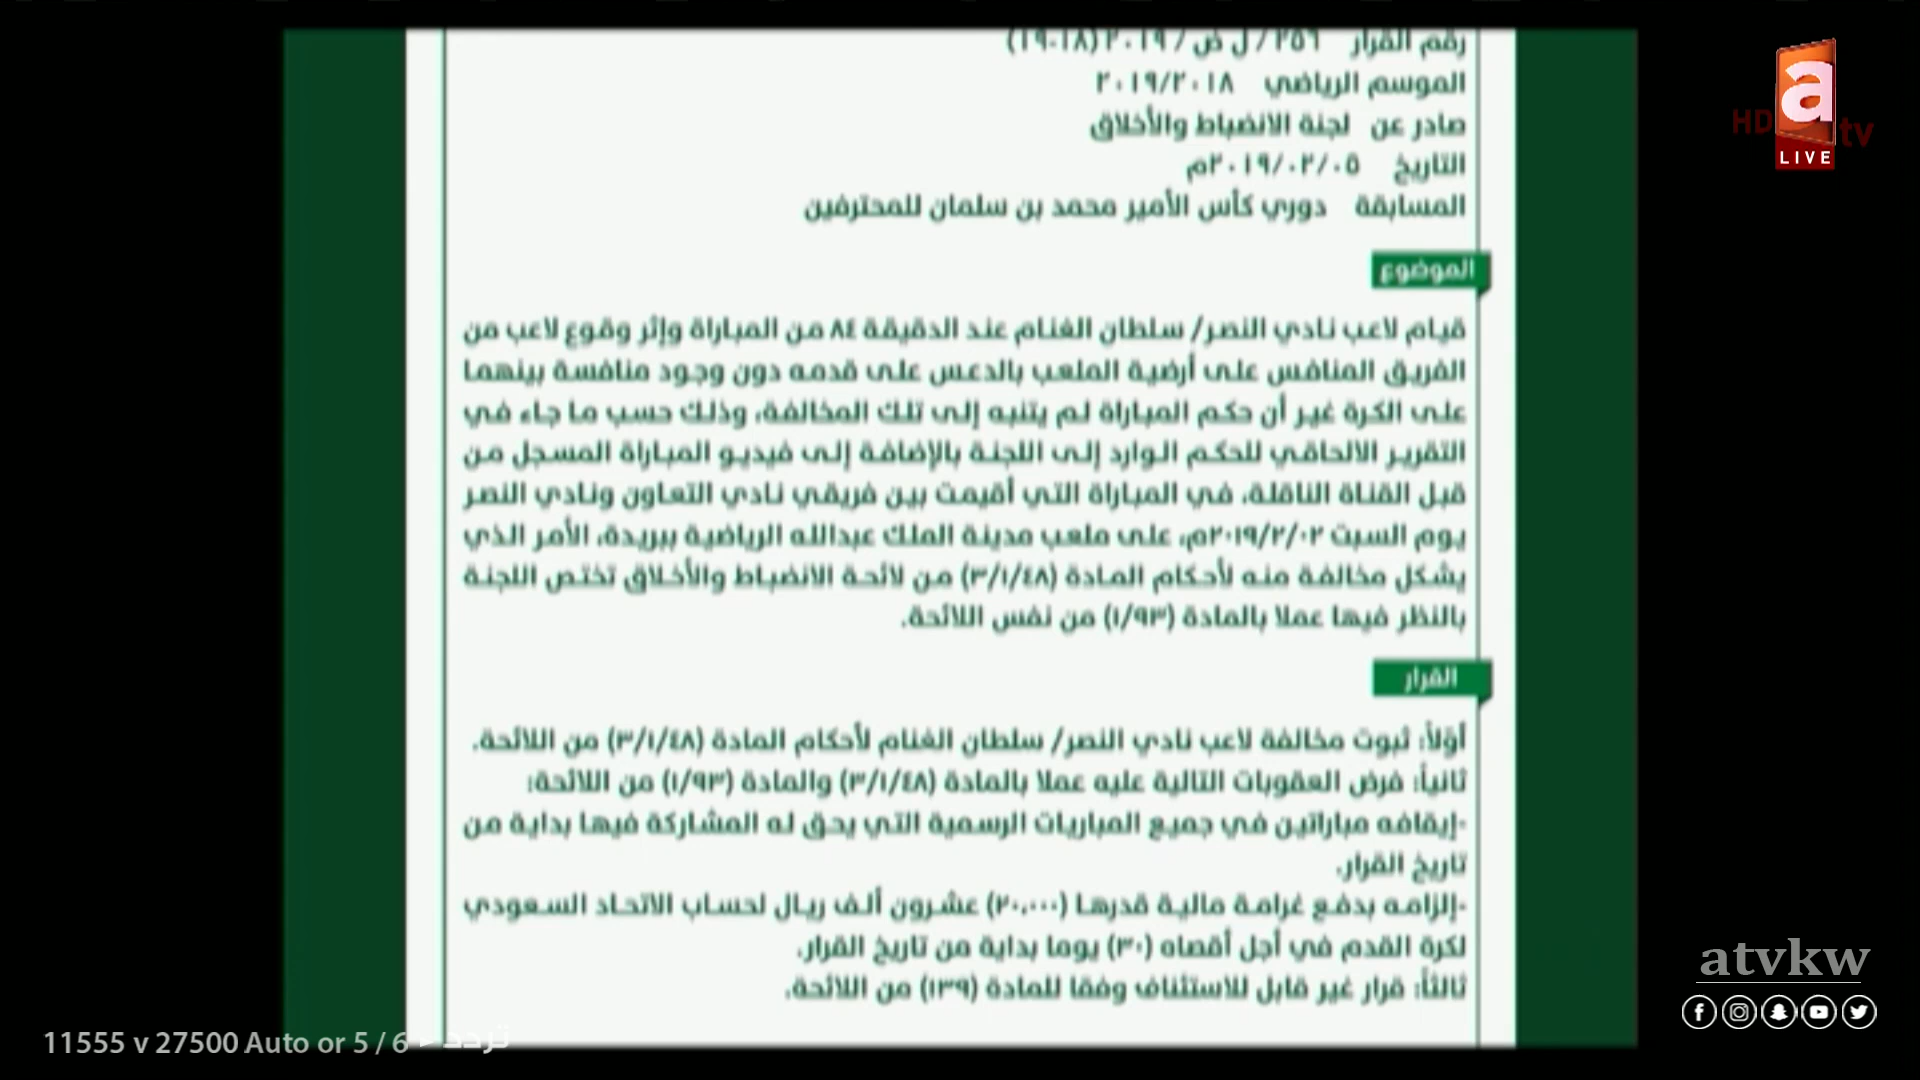 رقم القرار ٢٥٦ / ل ض / ٢٠١٩ (١٨-١٩)
الموسم الرياضي ٢٠١٩/٢٠١٨
صادر عن لجنة الانضباط والأخلاق
التاريخ ٢٠١٩/٠٢/٠٥م
المسابقة دوري كأس الأمير محمد بن سلمان للمحترفين
الموضوع
قيام لاعب نادي النصر/ سلطان الغنام عند الدقيقة ٨٤ من المباراة وإثر وقوع لاعب من
الفريق المنافس على أرضية الملعب بالدعس على قدمه دون وجود منافسة بينهما
على الكرة غير أن حكم المباراة لم يتنبه إلى تلك المخالفة، وذلك حسب ما جاء في
التقرير الالحاقي للحكم الوارد إلى اللجنة بالإضافة إلى فيديو المباراة المسجل من
قبل القناة الناقلة، في المباراة التي أقيمت بين فريقي نادي التعاون ونادي النصر
يوم السبت ٢٠١٩/٢/٠٢م، على ملعب مدينة الملك عبدالله الرياضية ببريدة، الأمر الذي
يشكل مخالفة منه لأحكام المادة (٣/١/٤٨) من لائحة الانضباط والأخلاق تختص اللجنة
بالنظر فيها عملا بالمادة (١/٩٣) من نفس اللائحة.
القرار
أولاً: ثبوت مخالفة لاعب نادي النصر/ سلطان الغنام لأحكام المادة (٣/١/٤٨) من اللائحة.
ثانياً: فرض العقوبات التالية عليه عملا بالمادة (٣/١/٤٨) والمادة (١/٩٣) من اللائحة:
-إيقافه مباراتين في جميع المباريات الرسمية التي يحق له المشاركة فيها بداية من
تاريخ القرار.
-إلزامه بدفع غرامة مالية قدرها (٢٠,٠٠٠) عشرون ألف ريال لحساب الاتحاد السعودي
لكرة القدم في أجل أقصاه (٣٠) يوما بداية من تاريخ القرار.
ثالثاً: قرار غير قابل للاستئناف وفقا للمادة (١٣٩) من اللائحة.
a
HD tv
LIVE
atvkw
11555 v 27500 Auto or 5 / 6 - تردد